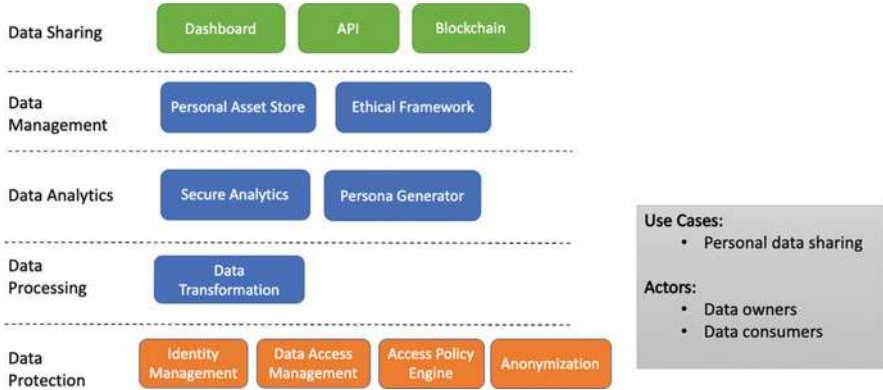 Data Sharing
Dashboard
API
Blockchain
Data
Management
Personal Asset Store
Ethical Framework
Data Analytics
Secure Analytics
Persona Generator
Data
Processing
Data
Transformation
Data
Protection
Identity
Management
Data Access
Management
Access Policy
Engine
Anonymization
Use Cases:
• Personal data sharing
Actors:
• Data owners
• Data consumers